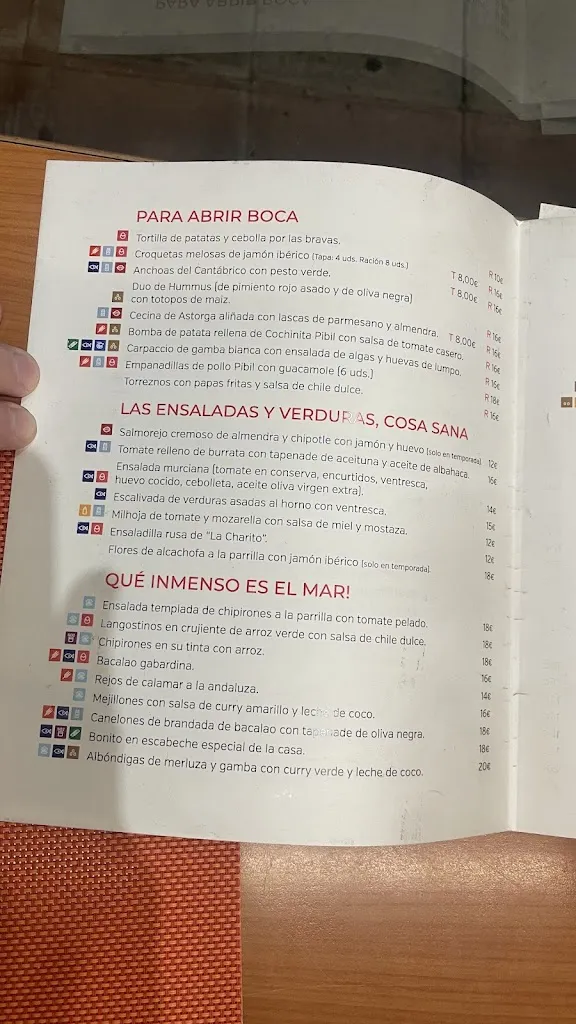 PARA ABRIR BOCA
Tortilla de patatas y cebolla por las bravas. R 10€
Croquetas melosas de jamón ibérico (Tapa: 4 uds. Ración 8 uds.) T 8,00€ R 16€
Anchoas del Cantábrico con pesto verde. T 8,00€ R 16€
Duo de Hummus (de pimiento rojo asado y de oliva negra)
con totopos de maiz. T 8,00€ R 16€
Cecina de Astorga aliñada con lascas de parmesano y almendra. R 16€
Bomba de patata rellena de Cochinita Pibil con salsa de tomate casero. R 16€
Carpaccio de gamba blanca con ensalada de algas y huevas de lumpo. R 16€
Empanadillas de pollo Pibil con guacamole (6 uds.) R 18€
Torreznos con papas fritas y salsa de chile dulce. R 16€
LAS ENSALADAS Y VERDURAS, COSA SANA
Salmorejo cremoso de almendra y chipotle con jamón y huevo (solo en temporada) 12€
Tomate relleno de burrata con tapenade de aceituna y aceite de albahaca. 16€
Ensalada murciana (tomate en conserva, encurtidos, ventresca,
huevo cocido, cebolleta, aceite oliva virgen extra). 14€
Escalivada de verduras asadas al horno con ventresca. 15€
Milhoja de tomate y mozarella con salsa de miel y mostaza. 12€
Ensaladilla rusa de "La Charito". 12€
Flores de alcachofa a la parrilla con jamón ibérico (solo en temporada). 18€
QUÉ INMENSO ES EL MAR!
Ensalada templada de chipirones a la parrilla con tomate pelado. 18€
Langostinos en crujiente de arroz verde con salsa de chile dulce. 18€
Chipirones en su tinta con arroz. 18€
Bacalao gabardina. 16€
Rejos de calamar a la andaluza. 14€
Mejillones con salsa de curry amarillo y leche de coco. 16€
Canelones de brandada de bacalao con tapenade de oliva negra. 18€
Bonito en escabeche especial de la casa. 18€
Albóndigas de merluza y gamba con curry verde y leche de coco. 20€